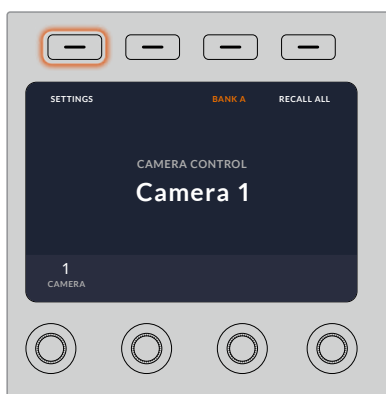 SETTINGS BANK A RECALL ALL
CAMERA CONTROL
Camera 1
1
CAMERA